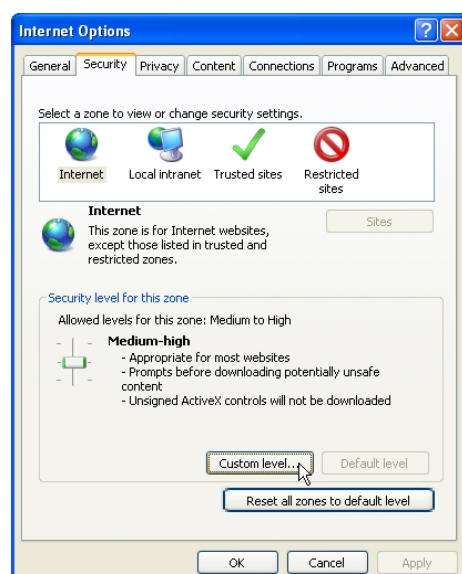 Internet Options
General Security Privacy Content Connections Programs Advanced
Select a zone to view or change security settings.
Internet Local intranet Trusted sites Restricted
sites
Internet
Sites
This zone is for Internet websites,
except those listed in trusted and
restricted zones.
Security level for this zone
Allowed levels for this zone: Medium to High
Medium-high
- Appropriate for most websites
- Prompts before downloading potentially unsafe
content
- Unsigned ActiveX controls will not be downloaded
Custom level... Default level
Reset all zones to default level
OK Cancel Apply